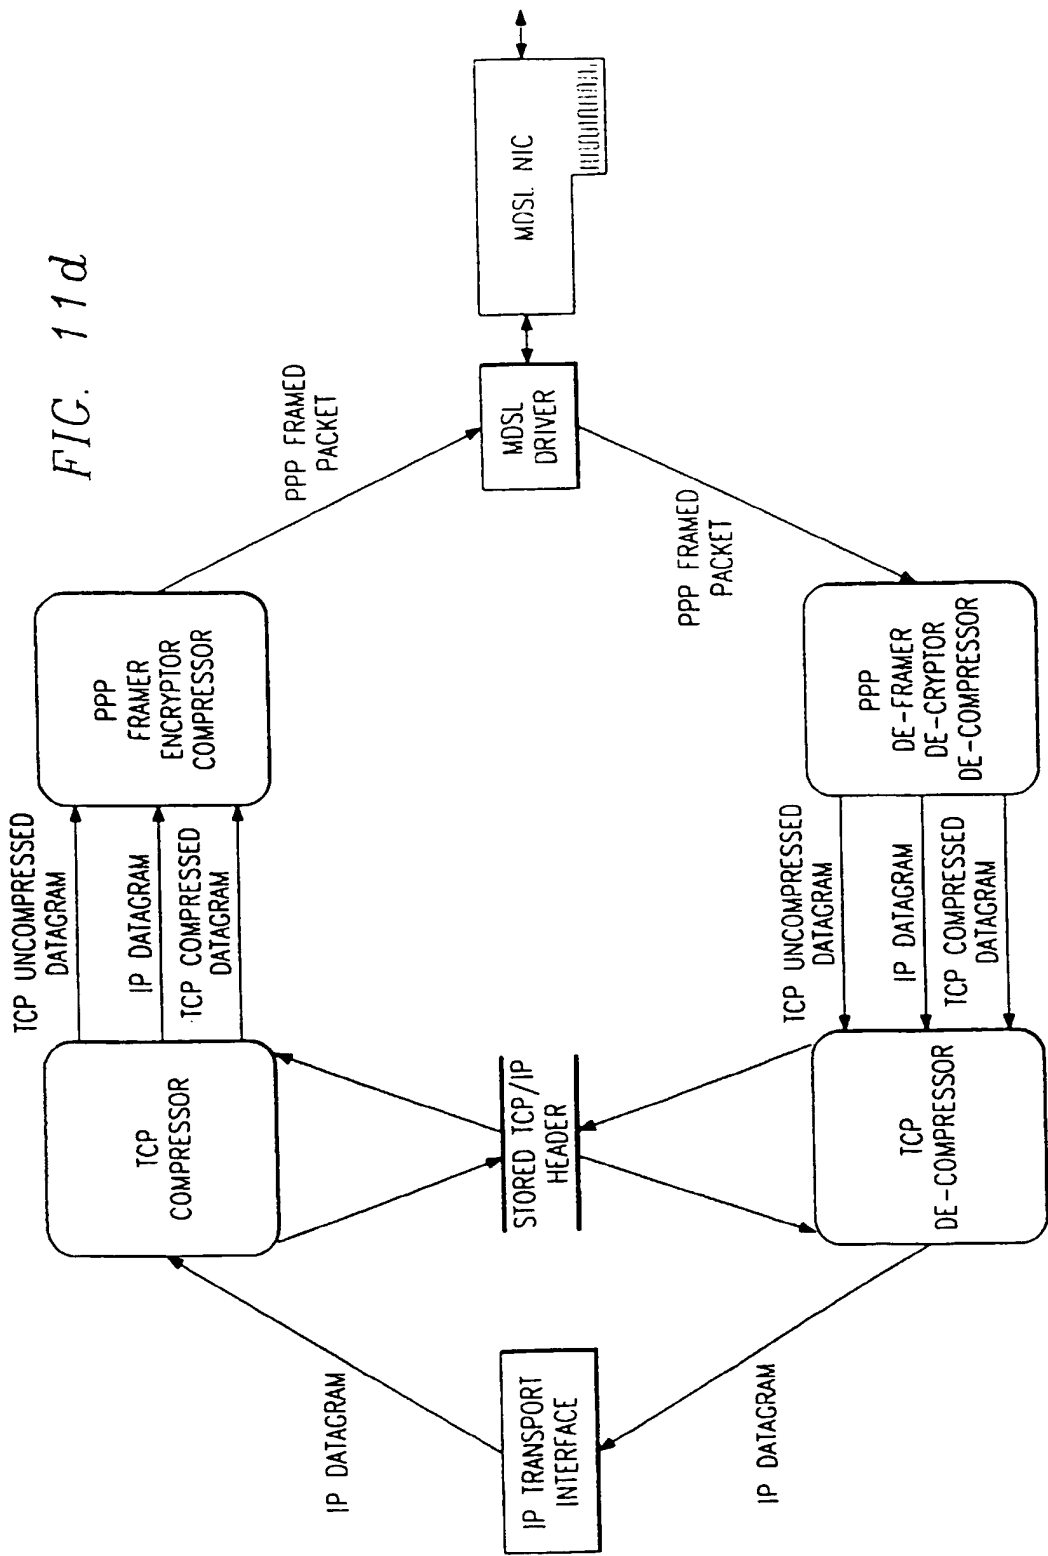 FIG. 11d
TCP UNCOMPRESSED
DATAGRAM
IP DATAGRAM
TCP COMPRESSED
DATAGRAM
TCP
COMPRESSOR
PPP
FRAMER
ENCRYPTOR
COMPRESSOR
PPP FRAMED
PACKET
IP DATAGRAM
IP TRANSPORT
INTERFACE
STORED TCP/IP
HEADER
MDSL
DRIVER
MDSL NIC
PPP FRAMED
PACKET
IP DATAGRAM
TCP UNCOMPRESSED
DATAGRAM
IP DATAGRAM
TCP COMPRESSED
DATAGRAM
TCP
DE-COMPRESSOR
PPP
DE-FRAMER
DE-CRYPTOR
DE-COMPRESSOR